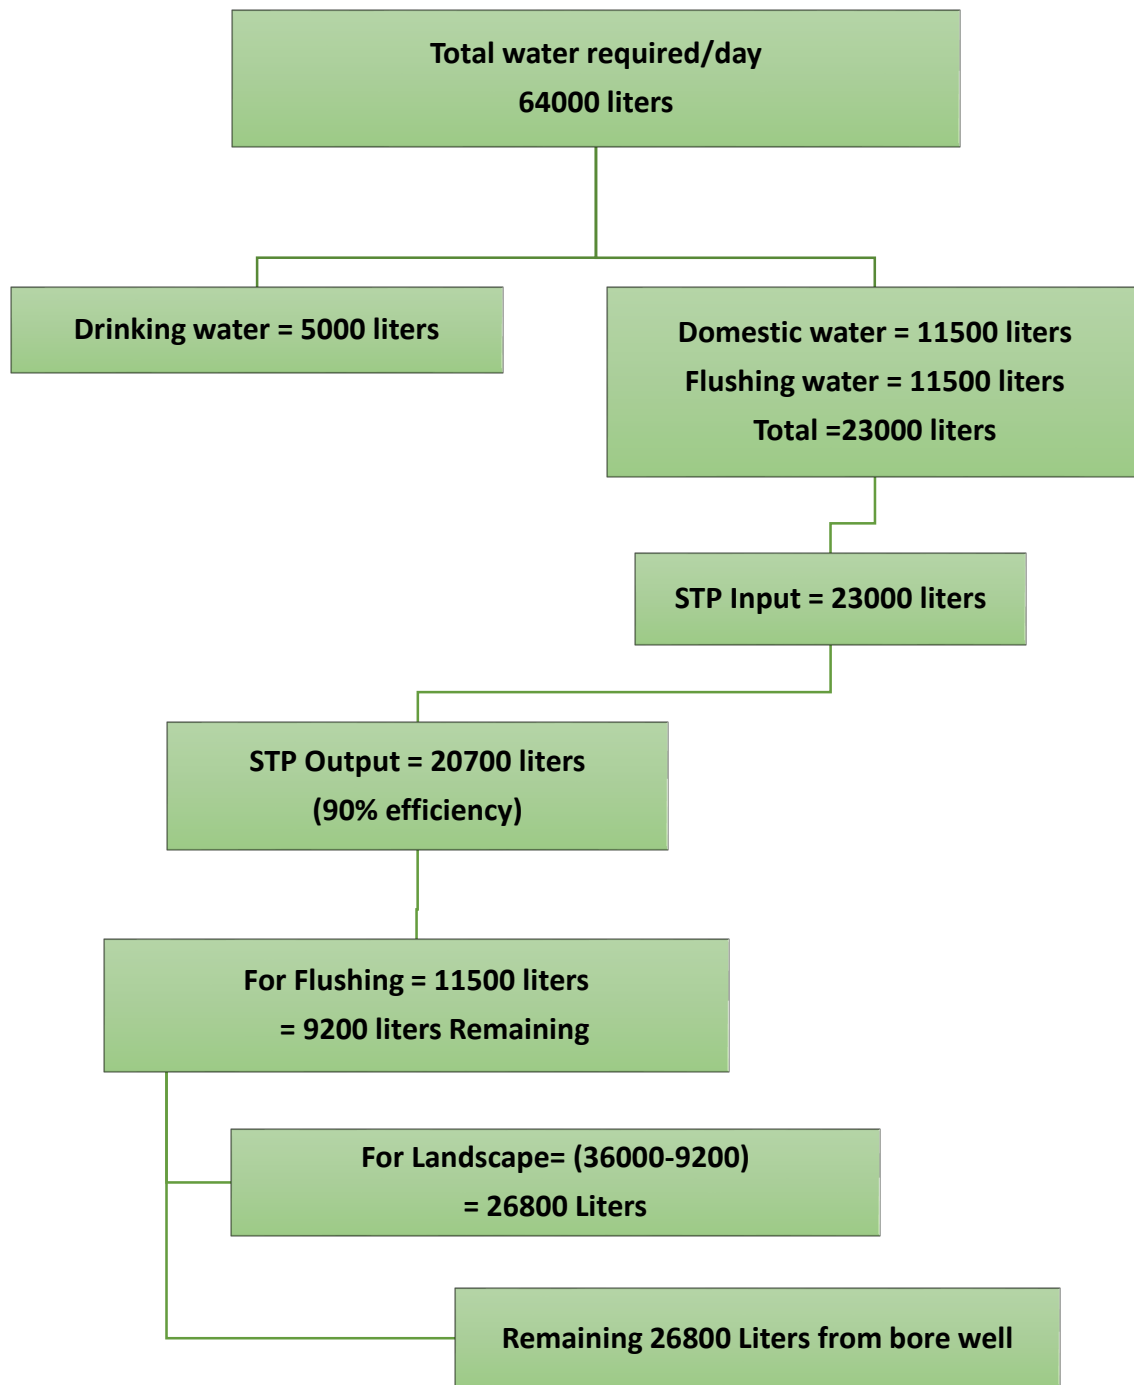 Total water required/day
64000 liters
Drinking water = 5000 liters
Domestic water = 11500 liters
Flushing water = 11500 liters
Total =23000 liters
STP Input = 23000 liters
STP Output = 20700 liters
(90% efficiency)
For Flushing = 11500 liters
= 9200 liters Remaining
For Landscape= (36000-9200)
= 26800 Liters
Remaining 26800 Liters from bore well